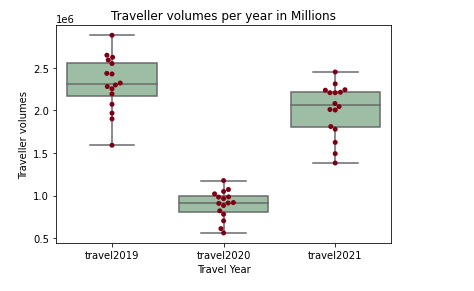 Traveller volumes per year in Millions
1e6
Traveller volumes
2.5
2.0
1.5
1.0
0.5
travel2019 travel2020 travel2021
Travel Year